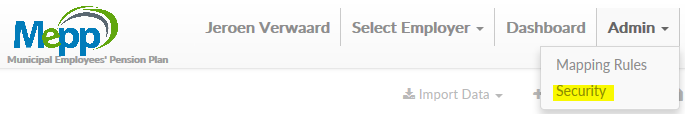 Mepp
Municipal Employees' Pension Plan
Jeroen Verwaard
Select Employer
Dashboard
Admin
Mapping Rules
Security
Import Data